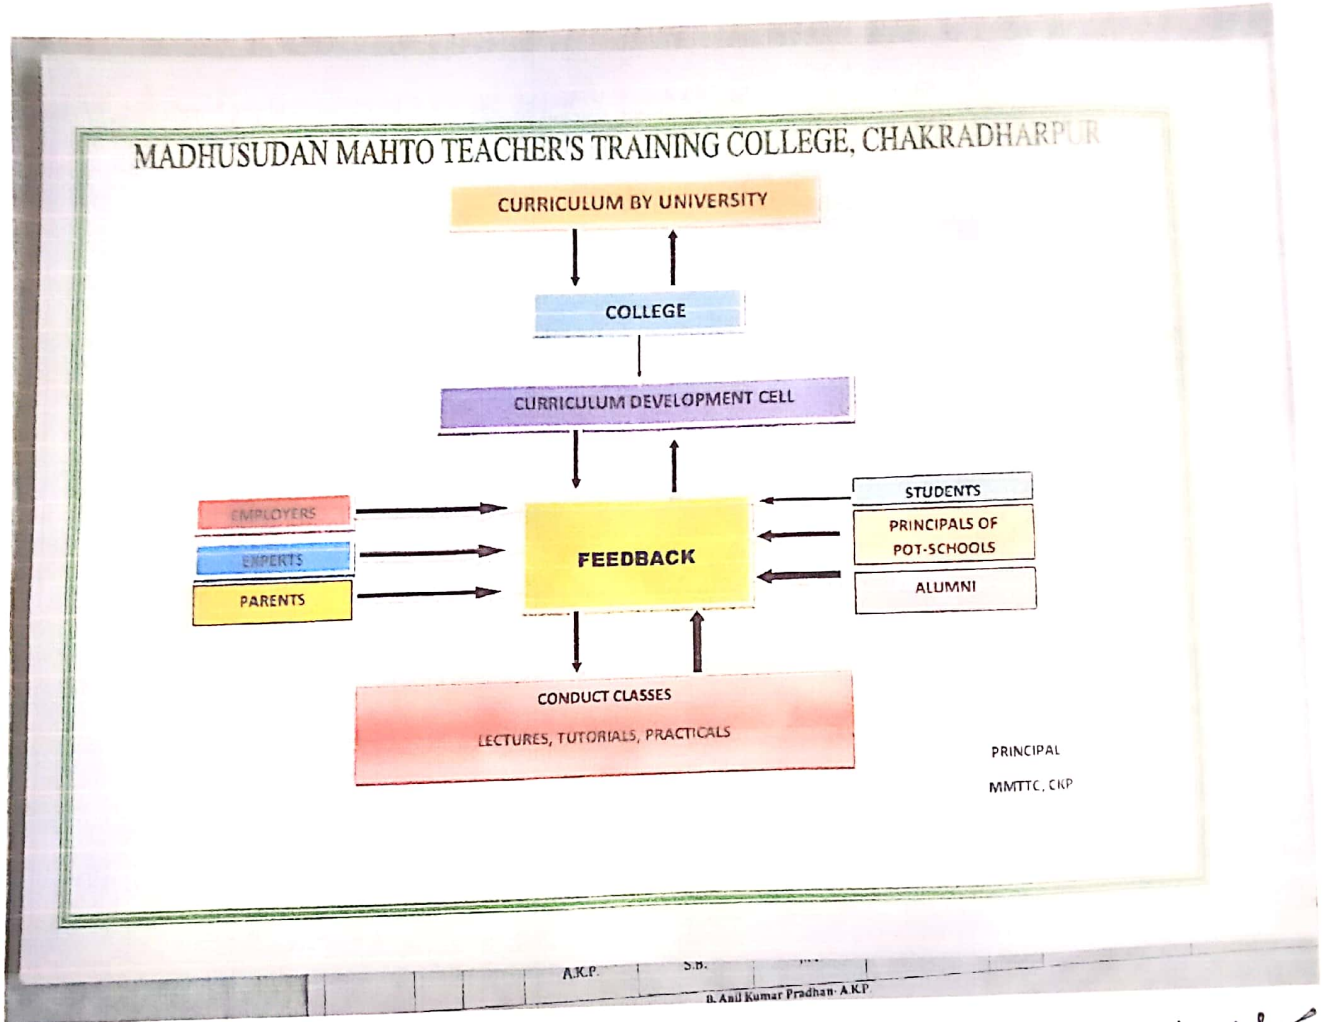 MADHUSUDAN MAHTO TEACHER'S TRAINING COLLEGE, CHAKRADHARPUR
CURRICULUM BY UNIVERSITY
COLLEGE
CURRICULUM DEVELOPMENT CELL
EMPLOYERS
EXPERTS
PARENTS
FEEDBACK
STUDENTS
PRINCIPALS OF
POT-SCHOOLS
ALUMNI
CONDUCT CLASSES
LECTURES, TUTORIALS, PRACTICALS
PRINCIPAL
MMTTC, CKP
A.K.P.
S.B.
B. Anil Kumar Pradhan- A.K.P.